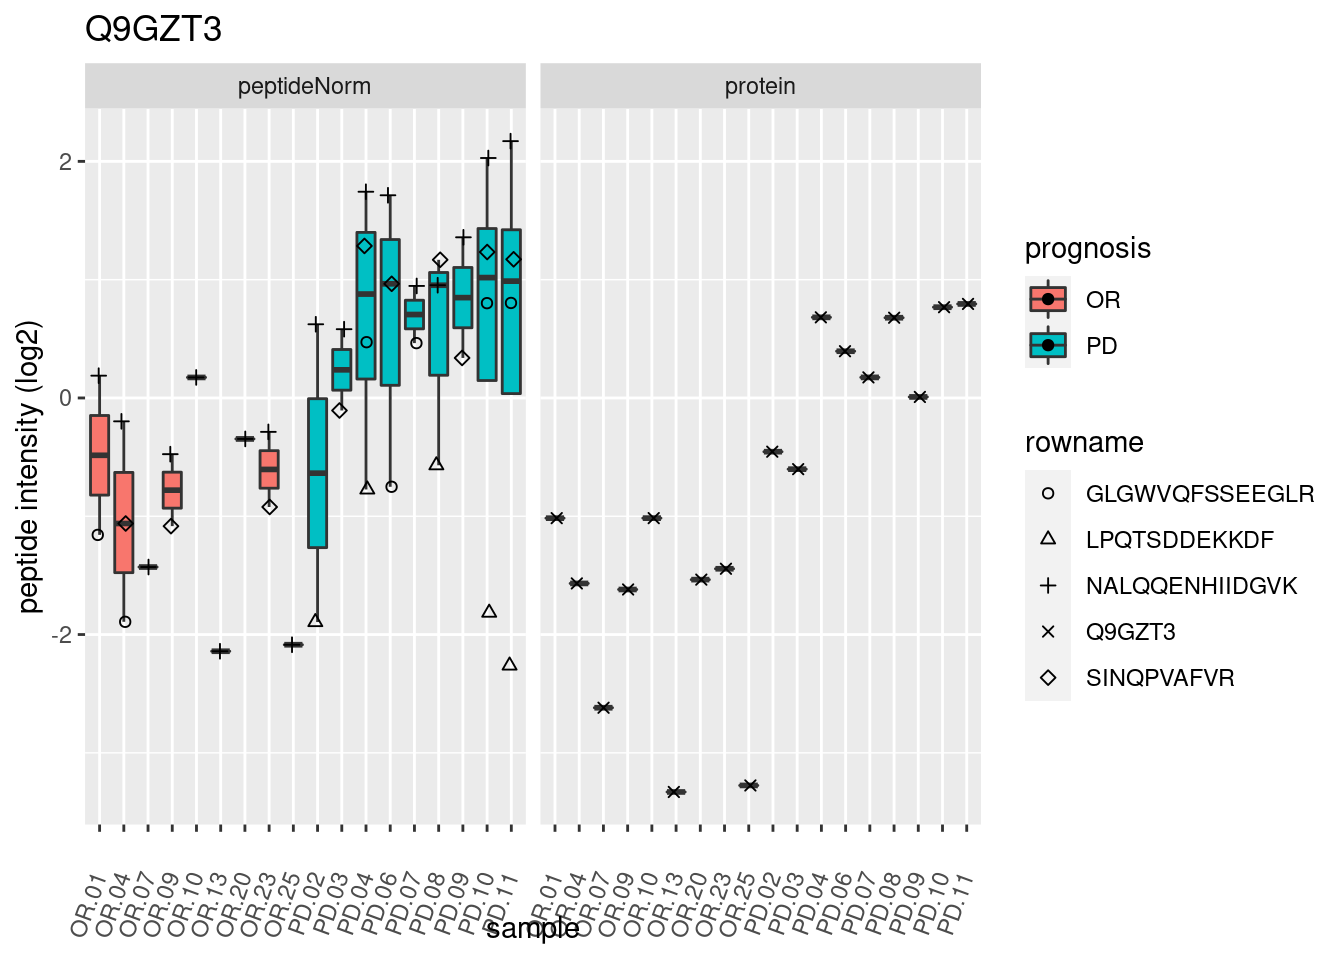 Q9GZT3
peptideNorm
protein
peptide intensity (log2)
2
0
-2
OR.01
OR.04
OR.07
OR.09
OR.10
OR.13
OR.20
OR.23
OR.25
PD.02
PD.03
PD.04
PD.06
PD.07
PD.08
PD.09
PD.10
PD.11
OR.01
OR.04
OR.07
OR.09
OR.10
OR.13
OR.20
OR.23
OR.25
PD.02
PD.03
PD.04
PD.06
PD.07
PD.08
PD.09
PD.10
PD.11
sample
prognosis
OR
PD
rowname
GLGWVQFSSEEGLR
LPQTSDDEKKDF
NALQQENHIIDGVK
Q9GZT3
SINQPVAFVR